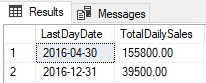 Results Messages
LastDayDate TotalDailySales
1 2016-04-30 155800.00
2 2016-12-31 39500.00